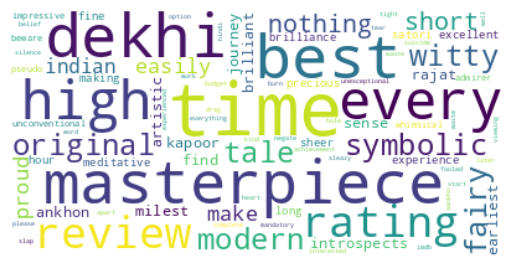 impressive fine option
belief beware
silence
pseudo
dekhi
hindi
indian making
easily
journey
brilliant
nothing
brilliance
satori
best
short
tight
tear
suicide
waste
witty
excellent
well
rajat admirer
high
artistic
work
budget
burn
precious
unexceptional
everything
drag
experienced
time
every
unconventional
word
original
kapoor sheer
sense whimsical
hole
symbolic
hour
meditative
find
tale
kind negate
achievement
experience
viewing
sleazy
later
proud
masterpiece
fairy
earliest
ankhon milest
make
long
rating
heart
fooled
start
apart
please
slap
review
modern
introspects
complete
mandatory
interested
imdb